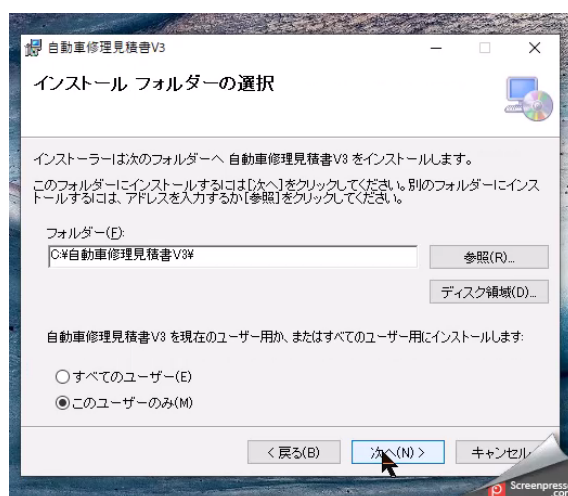 自動車修理見積書V3
インストール フォルダーの選択
インストーラーは次のフォルダーへ 自動車修理見積書V3 をインストールします。
このフォルダーにインストールするには[次へ]をクリックしてください。別のフォルダーにインス
トールするには、アドレスを入力するか[参照]をクリックしてください。
フォルダー(F):
C:¥自動車修理見積書V3¥
参照(R)...
ディスク領域(D)...
自動車修理見積書V3 を現在のユーザー用か、またはすべてのユーザー用にインストールします:
すべてのユーザー(E)
このユーザーのみ(M)
< 戻る(B)
次へ(N) >
キャンセル
Screenpresso
.com